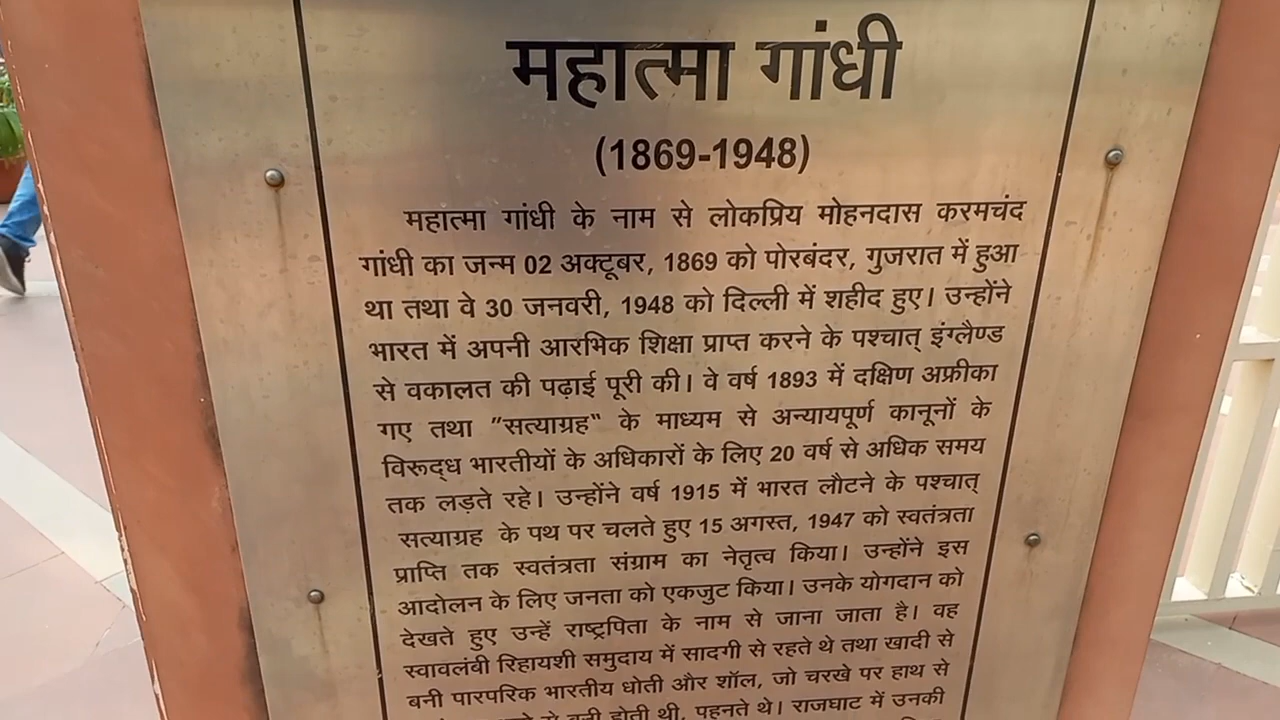 महात्मा गांधी
(1869-1948)
महात्मा गांधी के नाम से लोकप्रिय मोहनदास करमचंद
गांधी का जन्म 02 अक्टूबर, 1869 को पोरबंदर, गुजरात में हुआ
था तथा वे 30 जनवरी, 1948 को दिल्ली में शहीद हुए। उन्होंने
भारत में अपनी आरंभिक शिक्षा प्राप्त करने के पश्चात् इंग्लैण्ड
से वकालत की पढ़ाई पूरी की। वे वर्ष 1893 में दक्षिण अफ्रीका
गए तथा "सत्याग्रह" के माध्यम से अन्यायपूर्ण कानूनों के
विरूद्ध भारतीयों के अधिकारों के लिए 20 वर्ष से अधिक समय
तक लड़ते रहे। उन्होंने वर्ष 1915 में भारत लौटने के पश्चात्
सत्याग्रह के पथ पर चलते हुए 15 अगस्त, 1947 को स्वतंत्रता
प्राप्ति तक स्वतंत्रता संग्राम का नेतृत्व किया। उन्होंने इस
आदोलन के लिए जनता को एकजुट किया। उनके योगदान को
देखते हुए उन्हें राष्ट्रपिता के नाम से जाना जाता है। वह
स्वावलंबी रिहायशी समुदाय में सादगी से रहते थे तथा खादी से
बनी पारपरिक भारतीय धोती और शॉल, जो चरखे पर हाथ से
से बनी होती थी, पहनते थे। राजघाट में उनकी